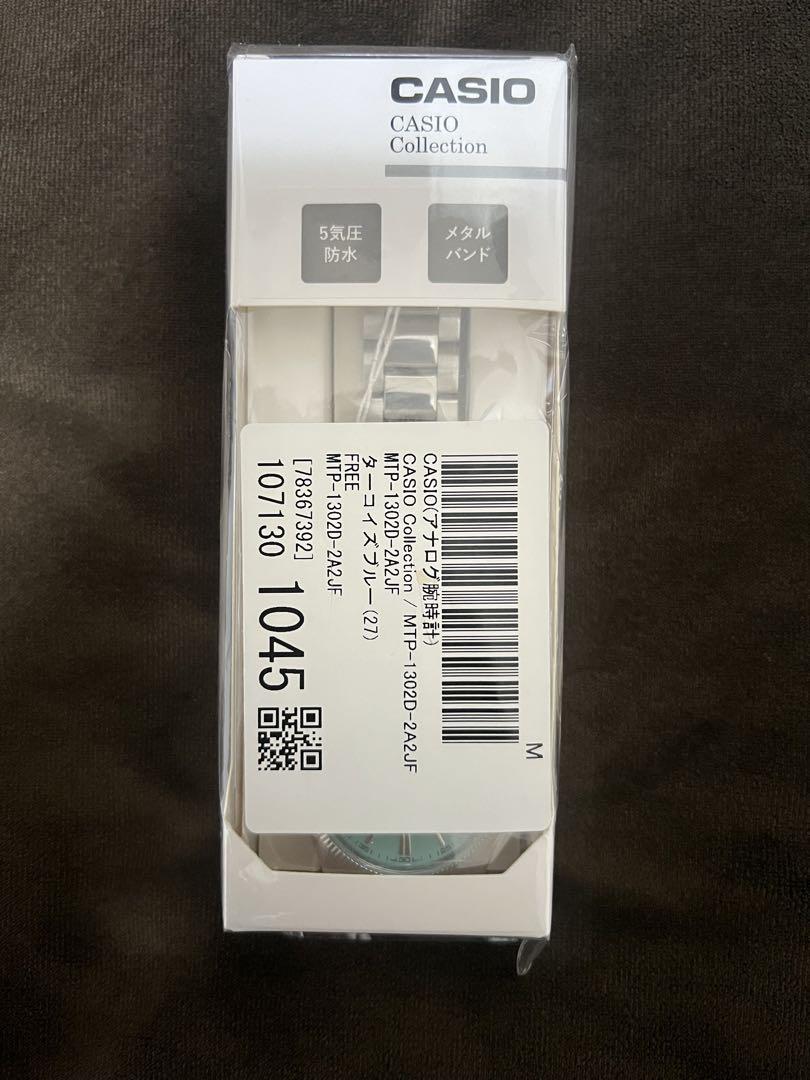 CASIO
CASIO
Collection
5気圧
防水
メタル
バンド
M
CASIO(アナログ腕時計)
CASIO Collection / MTP-1302D-2A2JF
MTP-1302D-2A2JF
ターコイズブルー(27)
FREE
MTP-1302D-2A2JF
[78367392]
107130 1045